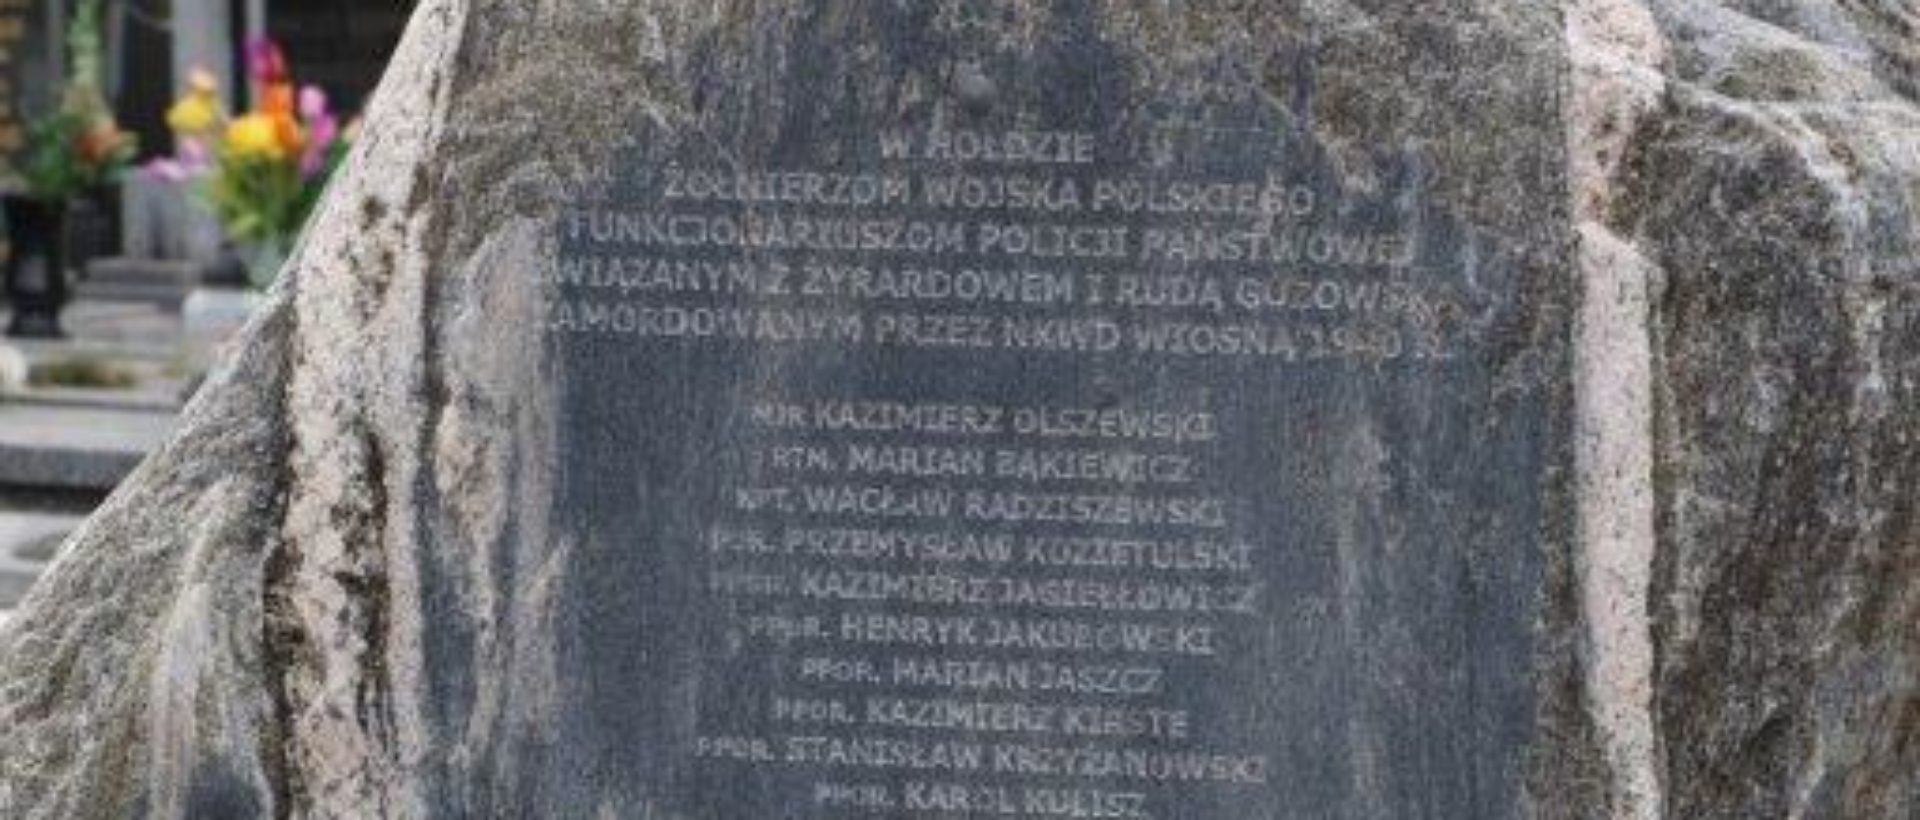 W HOŁDZIE
ŻOŁNIERZOM WOJSKA POLSKIEGO
FUNKCJONARIUSZOM POLICJI PAŃSTWOWEJ
ZWIĄZANYM Z ŻYRARDOWEM I RUDĄ GUZOWSKĄ
ZAMORDOWANYM PRZEZ NKWD WIOSNĄ 1940 R.
MJR KAZIMIERZ OLSZEWSKI
RTM. MARIAN BĄKIEWICZ
KPT. WACŁAW RADZISZEWSKI
POR. PRZEMYSŁAW KOZIETULSKI
PPOR. KAZIMIERZ JAGIEŁŁOWICZ
PPOR. HENRYK JAKUBOWSKI
PPOR. MARIAN JASZCZ
PPOR. KAZIMIERZ KIRSTE
PPOR. STANISŁAW KRZYŻANOWSKI
PPOR. KAROL KULISZ